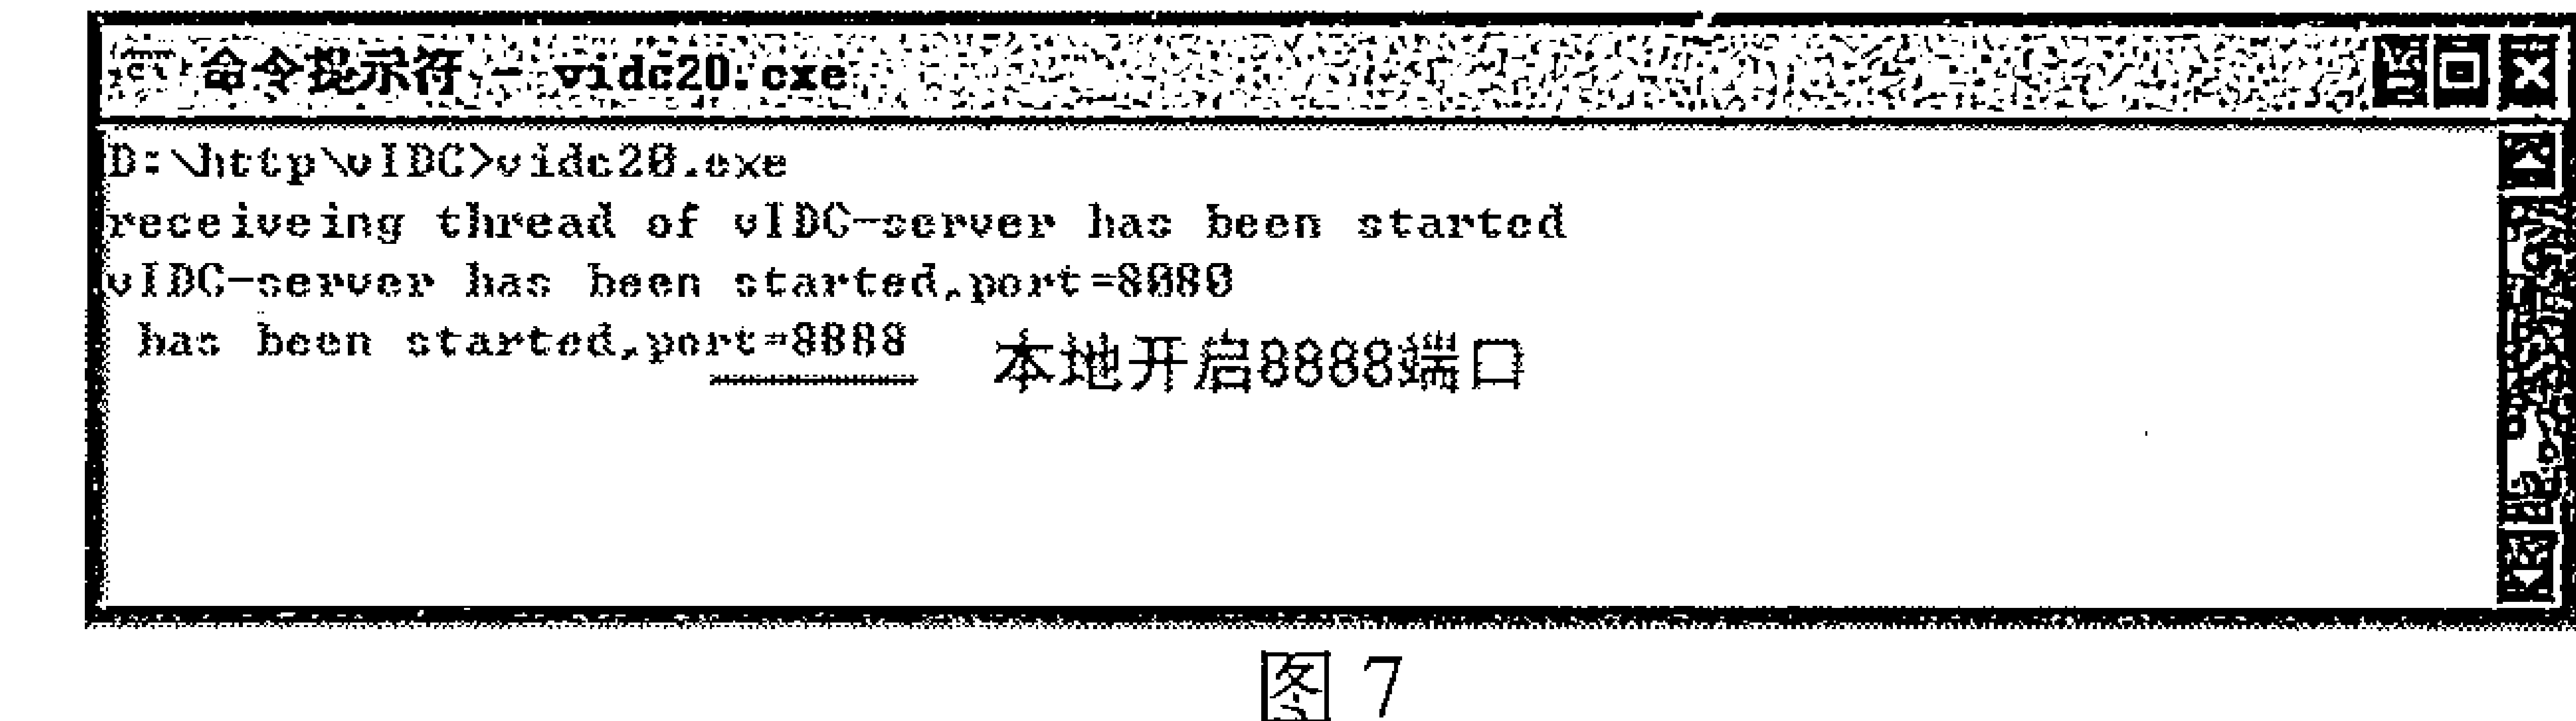 命令提示符 - vidc20.exe
D:\http\vIDC>vidc20.exe
receiveing thread of vIDC-server has been started
vIDC-server has been started,port=8080
has been started,port=8888 本地开启8888端口
图 7